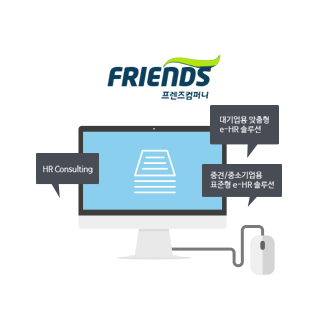 FRIENDS
프렌즈컴퍼니
대기업용 맞춤형
e-HR 솔루션
HR Consulting
중견/중소기업용
표준형 e-HR 솔루션